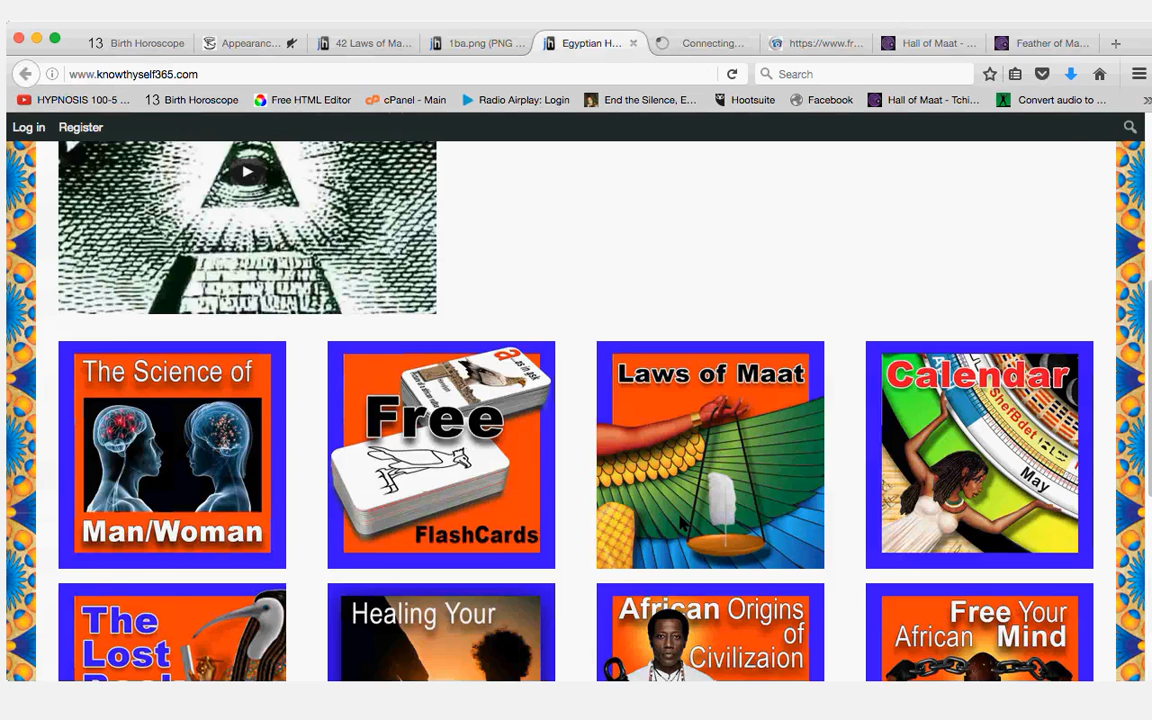 13 Birth Horoscope
Appearanc...
42 Laws of Ma...
1ba.png (PNG ...
Egyptian H...
Connecting...
https://www.fr...
Hall of Maat - ...
Feather of Ma...
www.knowthyself365.com
Search
HYPNOSIS 100-5 ...
13 Birth Horoscope
Free HTML Editor
cPanel - Main
Radio Airplay: Login
End the Silence, E...
Hootsuite
Facebook
Hall of Maat - Tchi...
Convert audio to ...
Log in
Register
The Science of
Man/Woman
a as in ask
Free
FlashCards
Laws of Maat
Calendar
ShefBdet
May
The
Lost
Healing Your
African Origins
of
Civilizaion
Free Your
African Mind